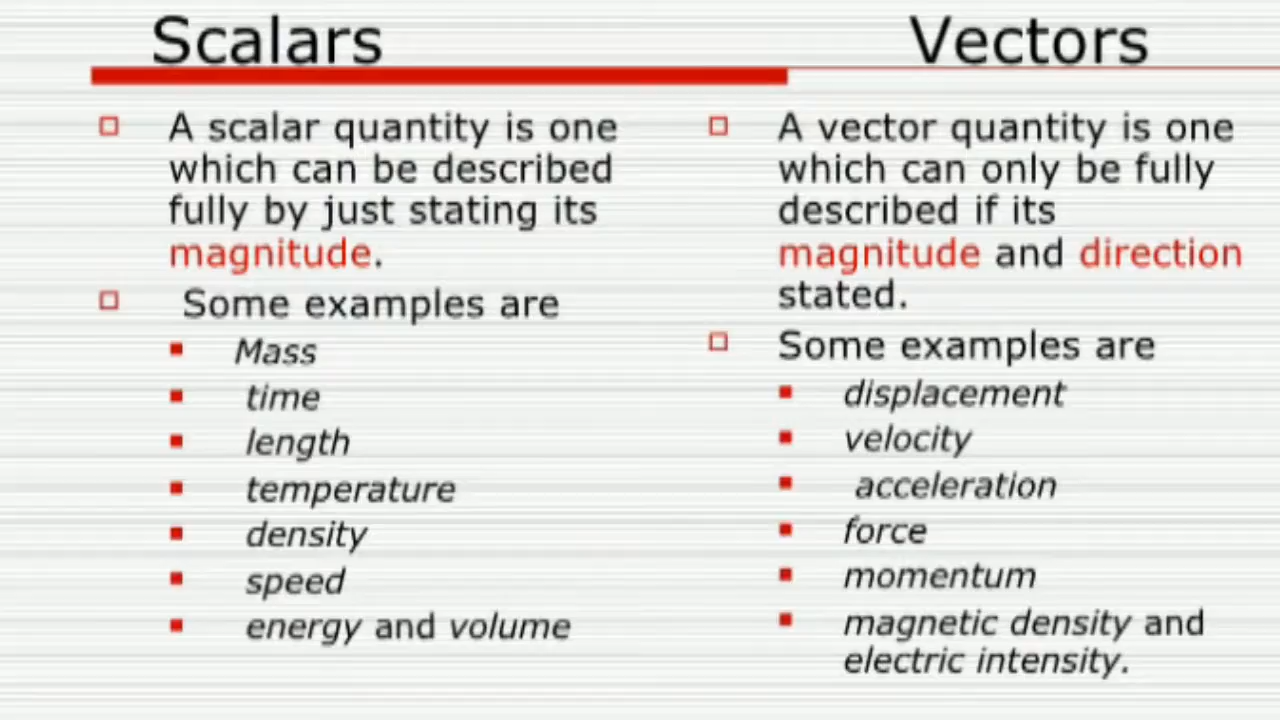 Scalars
A scalar quantity is one
which can be described
fully by just stating its
magnitude.
Some examples are
Mass
time
length
temperature
density
speed
energy and volume
Vectors
A vector quantity is one
which can only be fully
described if its
magnitude and direction
stated.
Some examples are
displacement
velocity
acceleration
force
momentum
magnetic density and
electric intensity.